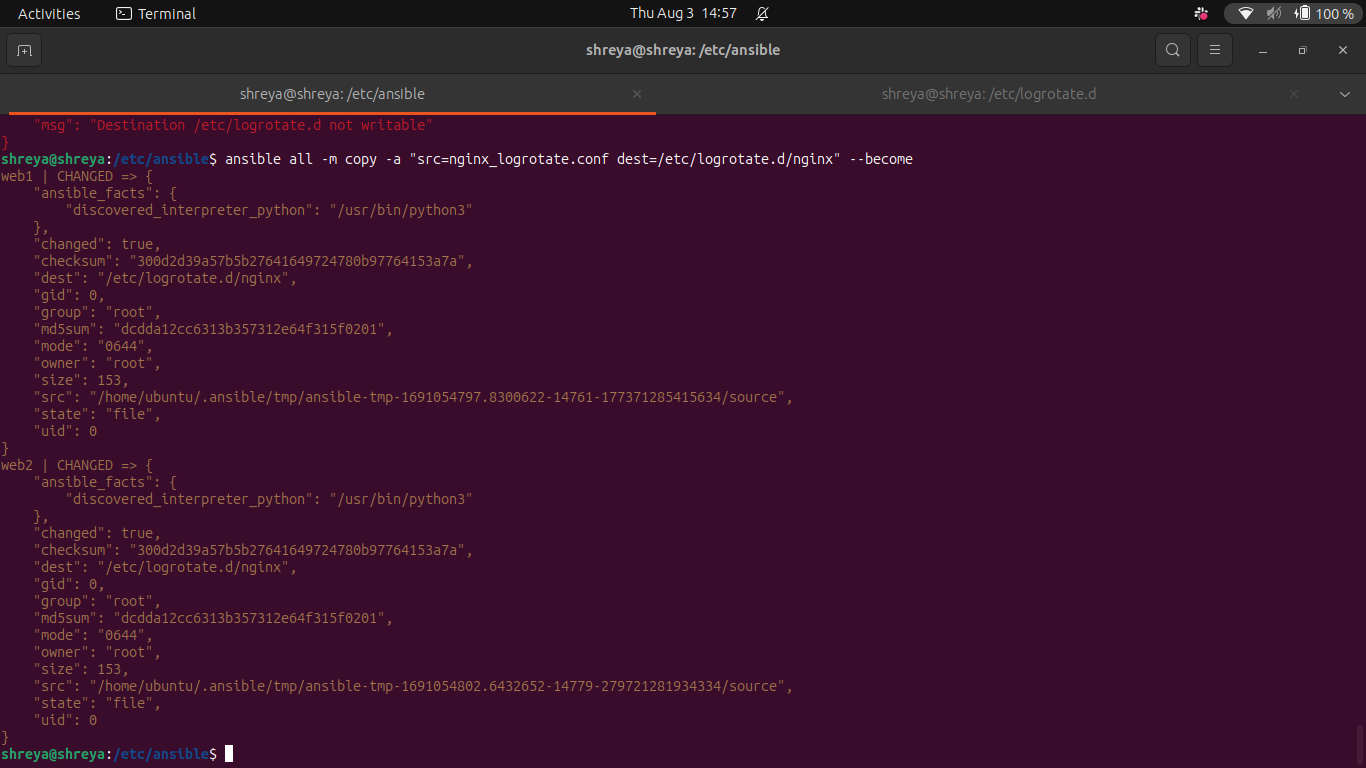 Activities Terminal Thu Aug 3 14:57 100 %
shreya@shreya: /etc/ansible
shreya@shreya: /etc/ansible shreya@shreya: /etc/logrotate.d
    "msg": "Destination /etc/logrotate.d not writable"
}
shreya@shreya:/etc/ansible$ ansible all -m copy -a "src=nginx_logrotate.conf dest=/etc/logrotate.d/nginx" --become
web1 | CHANGED => {
    "ansible_facts": {
        "discovered_interpreter_python": "/usr/bin/python3"
    },
    "changed": true,
    "checksum": "300d2d39a57b5b27641649724780b97764153a7a",
    "dest": "/etc/logrotate.d/nginx",
    "gid": 0,
    "group": "root",
    "md5sum": "dcdda12cc6313b357312e64f315f0201",
    "mode": "0644",
    "owner": "root",
    "size": 153,
    "src": "/home/ubuntu/.ansible/tmp/ansible-tmp-1691054797.8300622-14761-177371285415634/source",
    "state": "file",
    "uid": 0
}
web2 | CHANGED => {
    "ansible_facts": {
        "discovered_interpreter_python": "/usr/bin/python3"
    },
    "changed": true,
    "checksum": "300d2d39a57b5b27641649724780b97764153a7a",
    "dest": "/etc/logrotate.d/nginx",
    "gid": 0,
    "group": "root",
    "md5sum": "dcdda12cc6313b357312e64f315f0201",
    "mode": "0644",
    "owner": "root",
    "size": 153,
    "src": "/home/ubuntu/.ansible/tmp/ansible-tmp-1691054802.6432652-14779-279721281934334/source",
    "state": "file",
    "uid": 0
}
shreya@shreya:/etc/ansible$